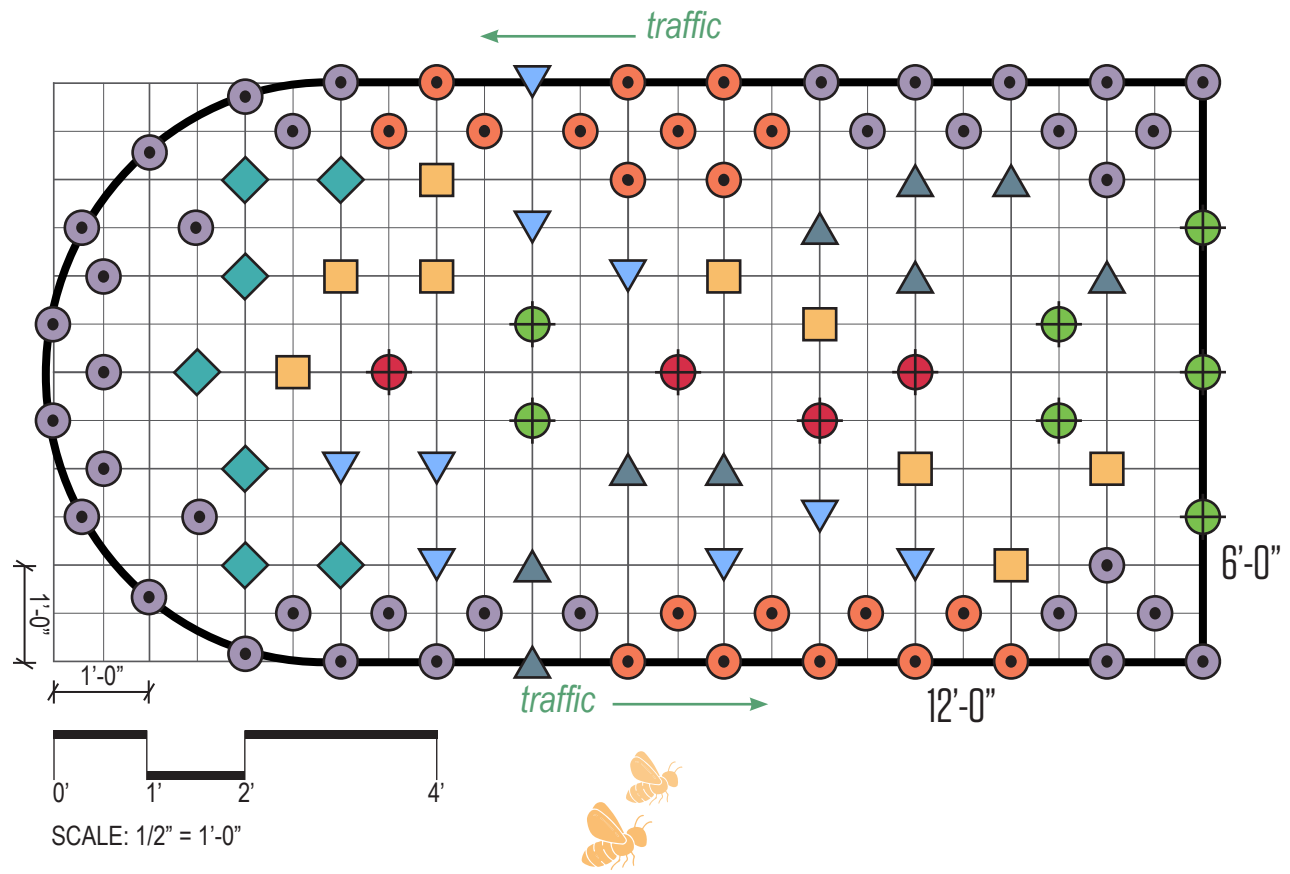 traffic
6’-0”
1’-0”
1’-0”
traffic
12’-0”
0’ 1’ 2’ 4’
SCALE: 1/2” = 1’-0”